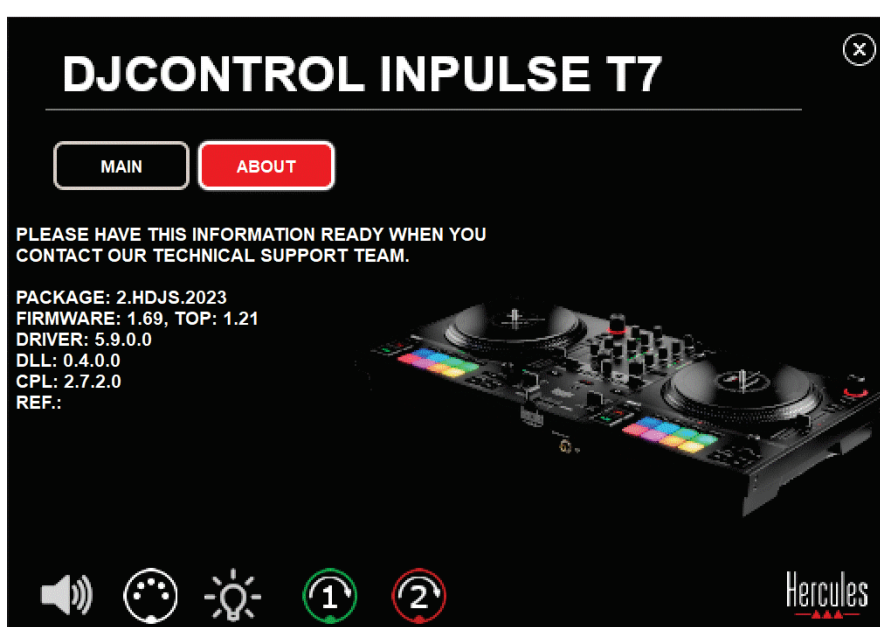 DJCONTROL INPULSE T7
MAIN
ABOUT
PLEASE HAVE THIS INFORMATION READY WHEN YOU
CONTACT OUR TECHNICAL SUPPORT TEAM.
PACKAGE: 2.HDJS.2023
FIRMWARE: 1.69, TOP: 1.21
DRIVER: 5.9.0.0
DLL: 0.4.0.0
CPL: 2.7.2.0
REF.:
1
2
Hercules